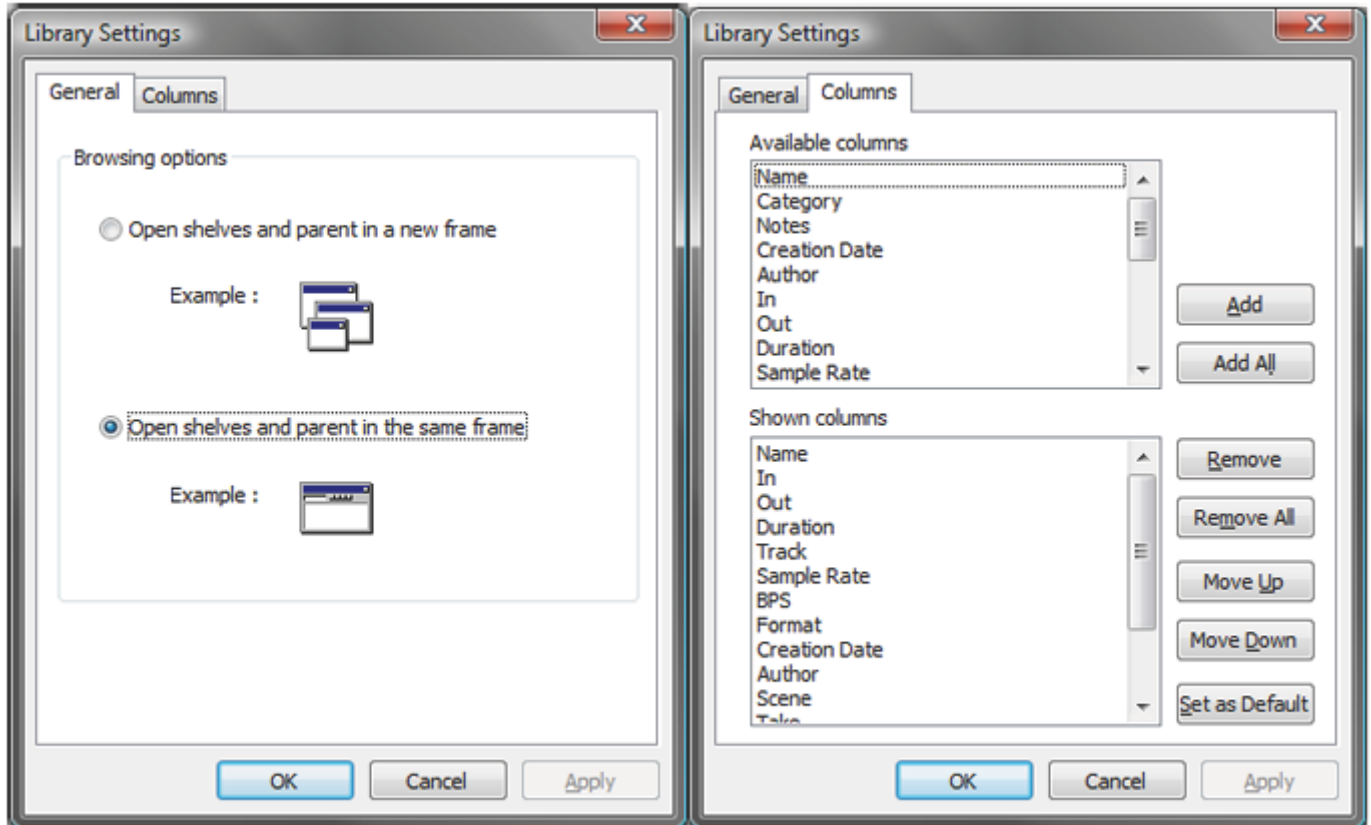 Library Settings
General
Columns
Browsing options
Open shelves and parent in a new frame
Example :
Open shelves and parent in the same frame
Example :
OK
Cancel
Apply
Library Settings
General
Columns
Available columns
Name
Category
Notes
Creation Date
Author
In
Out
Duration
Sample Rate
Add
Add All
Shown columns
Name
In
Out
Duration
Track
Sample Rate
BPS
Format
Creation Date
Author
Scene
Take
Remove
Remove All
Move Up
Move Down
Set as Default
OK
Cancel
Apply